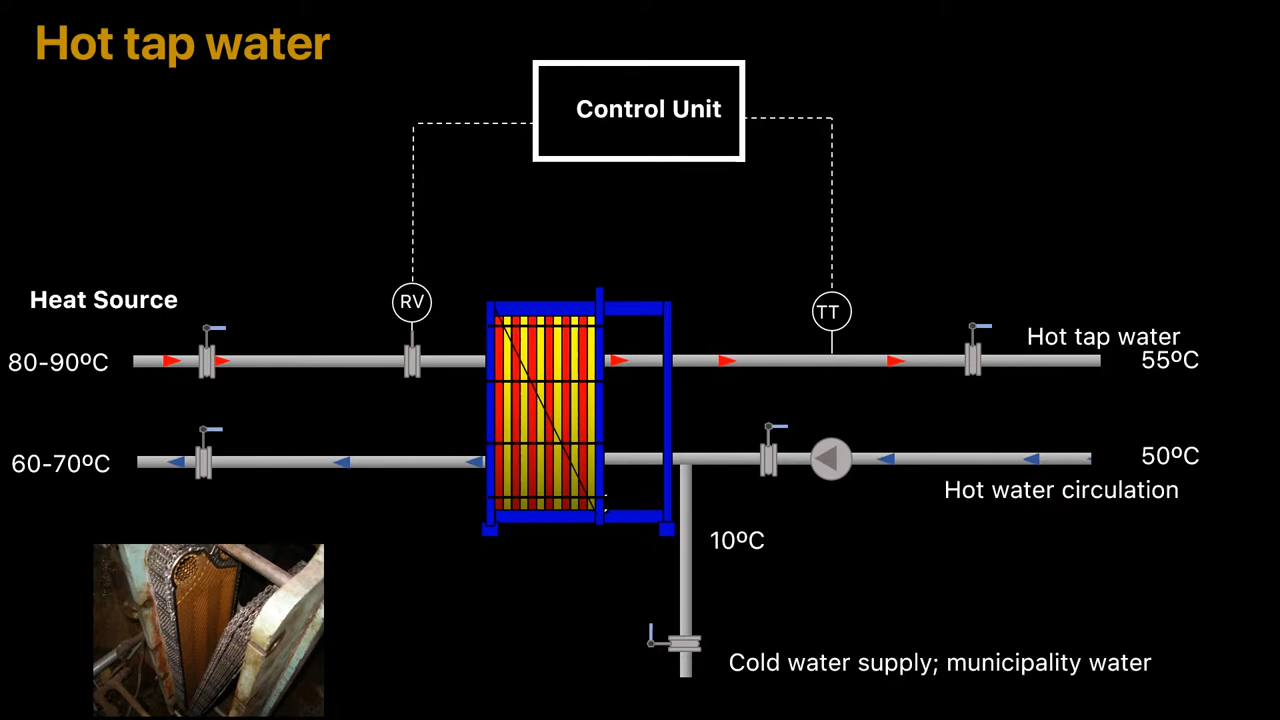 Hot tap water
Control Unit
Heat Source
RV
TT
Hot tap water
80-90ºC
55ºC
60-70ºC
50ºC
Hot water circulation
10ºC
Cold water supply; municipality water